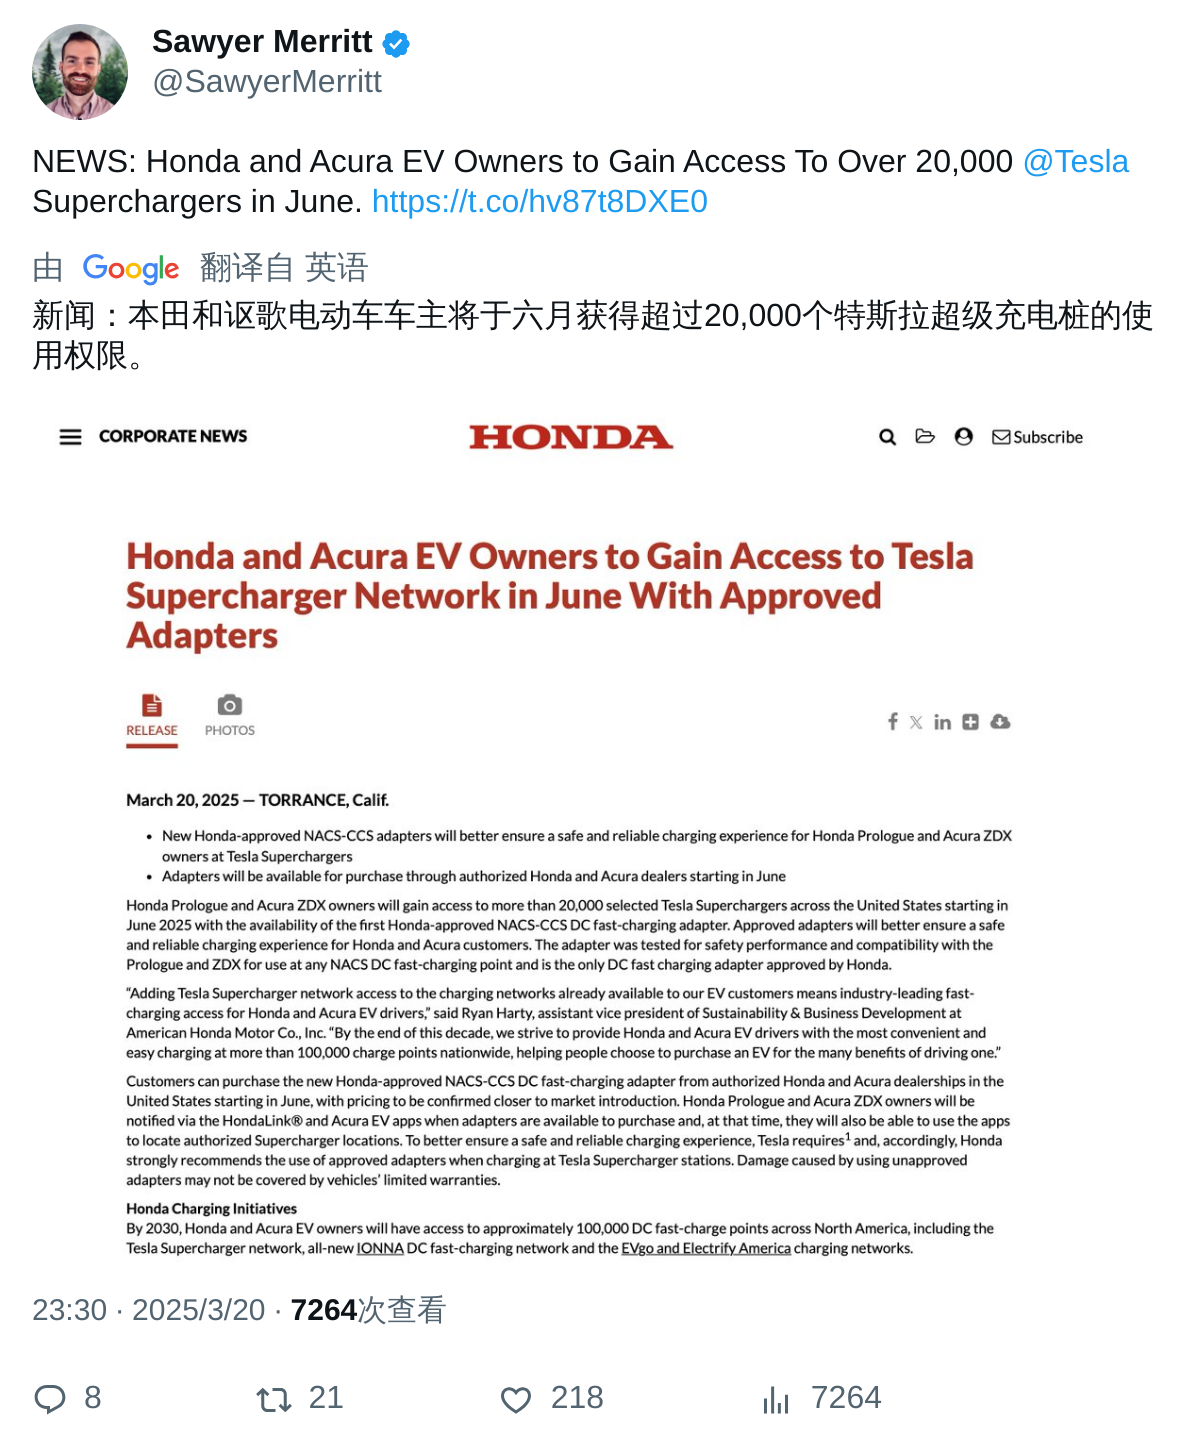 Sawyer Merritt
@SawyerMerritt
NEWS: Honda and Acura EV Owners to Gain Access To Over 20,000 @Tesla
Superchargers in June. https://t.co/hv87t8DXE0
由 Google 翻译自 英语
新闻：本田和讴歌电动车车主将于六月获得超过20,000个特斯拉超级充电桩的使
用权限。
CORPORATE NEWS
HONDA
Subscribe
Honda and Acura EV Owners to Gain Access to Tesla
Supercharger Network in June With Approved
Adapters
RELEASE
PHOTOS
March 20, 2025 — TORRANCE, Calif.
• New Honda-approved NACS-CCS adapters will better ensure a safe and reliable charging experience for Honda Prologue and Acura ZDX
owners at Tesla Superchargers
• Adapters will be available for purchase through authorized Honda and Acura dealers starting in June
Honda Prologue and Acura ZDX owners will gain access to more than 20,000 selected Tesla Superchargers across the United States starting in
June 2025 with the availability of the first Honda-approved NACS-CCS DC fast-charging adapter. Approved adapters will better ensure a safe
and reliable charging experience for Honda and Acura customers. The adapter was tested for safety performance and compatibility with the
Prologue and ZDX for use at any NACS DC fast-charging point and is the only DC fast charging adapter approved by Honda.
“Adding Tesla Supercharger network access to the charging networks already available to our EV customers means industry-leading fast-
charging access for Honda and Acura EV drivers,” said Ryan Harty, assistant vice president of Sustainability & Business Development at
American Honda Motor Co., Inc. “By the end of this decade, we strive to provide Honda and Acura EV drivers with the most convenient and
easy charging at more than 100,000 charge points nationwide, helping people choose to purchase an EV for the many benefits of driving one.”
Customers can purchase the new Honda-approved NACS-CCS DC fast-charging adapter from authorized Honda and Acura dealerships in the
United States starting in June, with pricing to be confirmed closer to market introduction. Honda Prologue and Acura ZDX owners will be
notified via the HondaLink® and Acura EV apps when adapters are available to purchase and, at that time, they will also be able to use the apps
to locate authorized Supercharger locations. To better ensure a safe and reliable charging experience, Tesla requires1 and, accordingly, Honda
strongly recommends the use of approved adapters when charging at Tesla Supercharger stations. Damage caused by using unapproved
adapters may not be covered by vehicles’ limited warranties.
Honda Charging Initiatives
By 2030, Honda and Acura EV owners will have access to approximately 100,000 DC fast-charge points across North America, including the
Tesla Supercharger network, all-new IONNA DC fast-charging network and the EVgo and Electrify America charging networks.
23:30 · 2025/3/20 · 7264次查看
8
21
218
7264